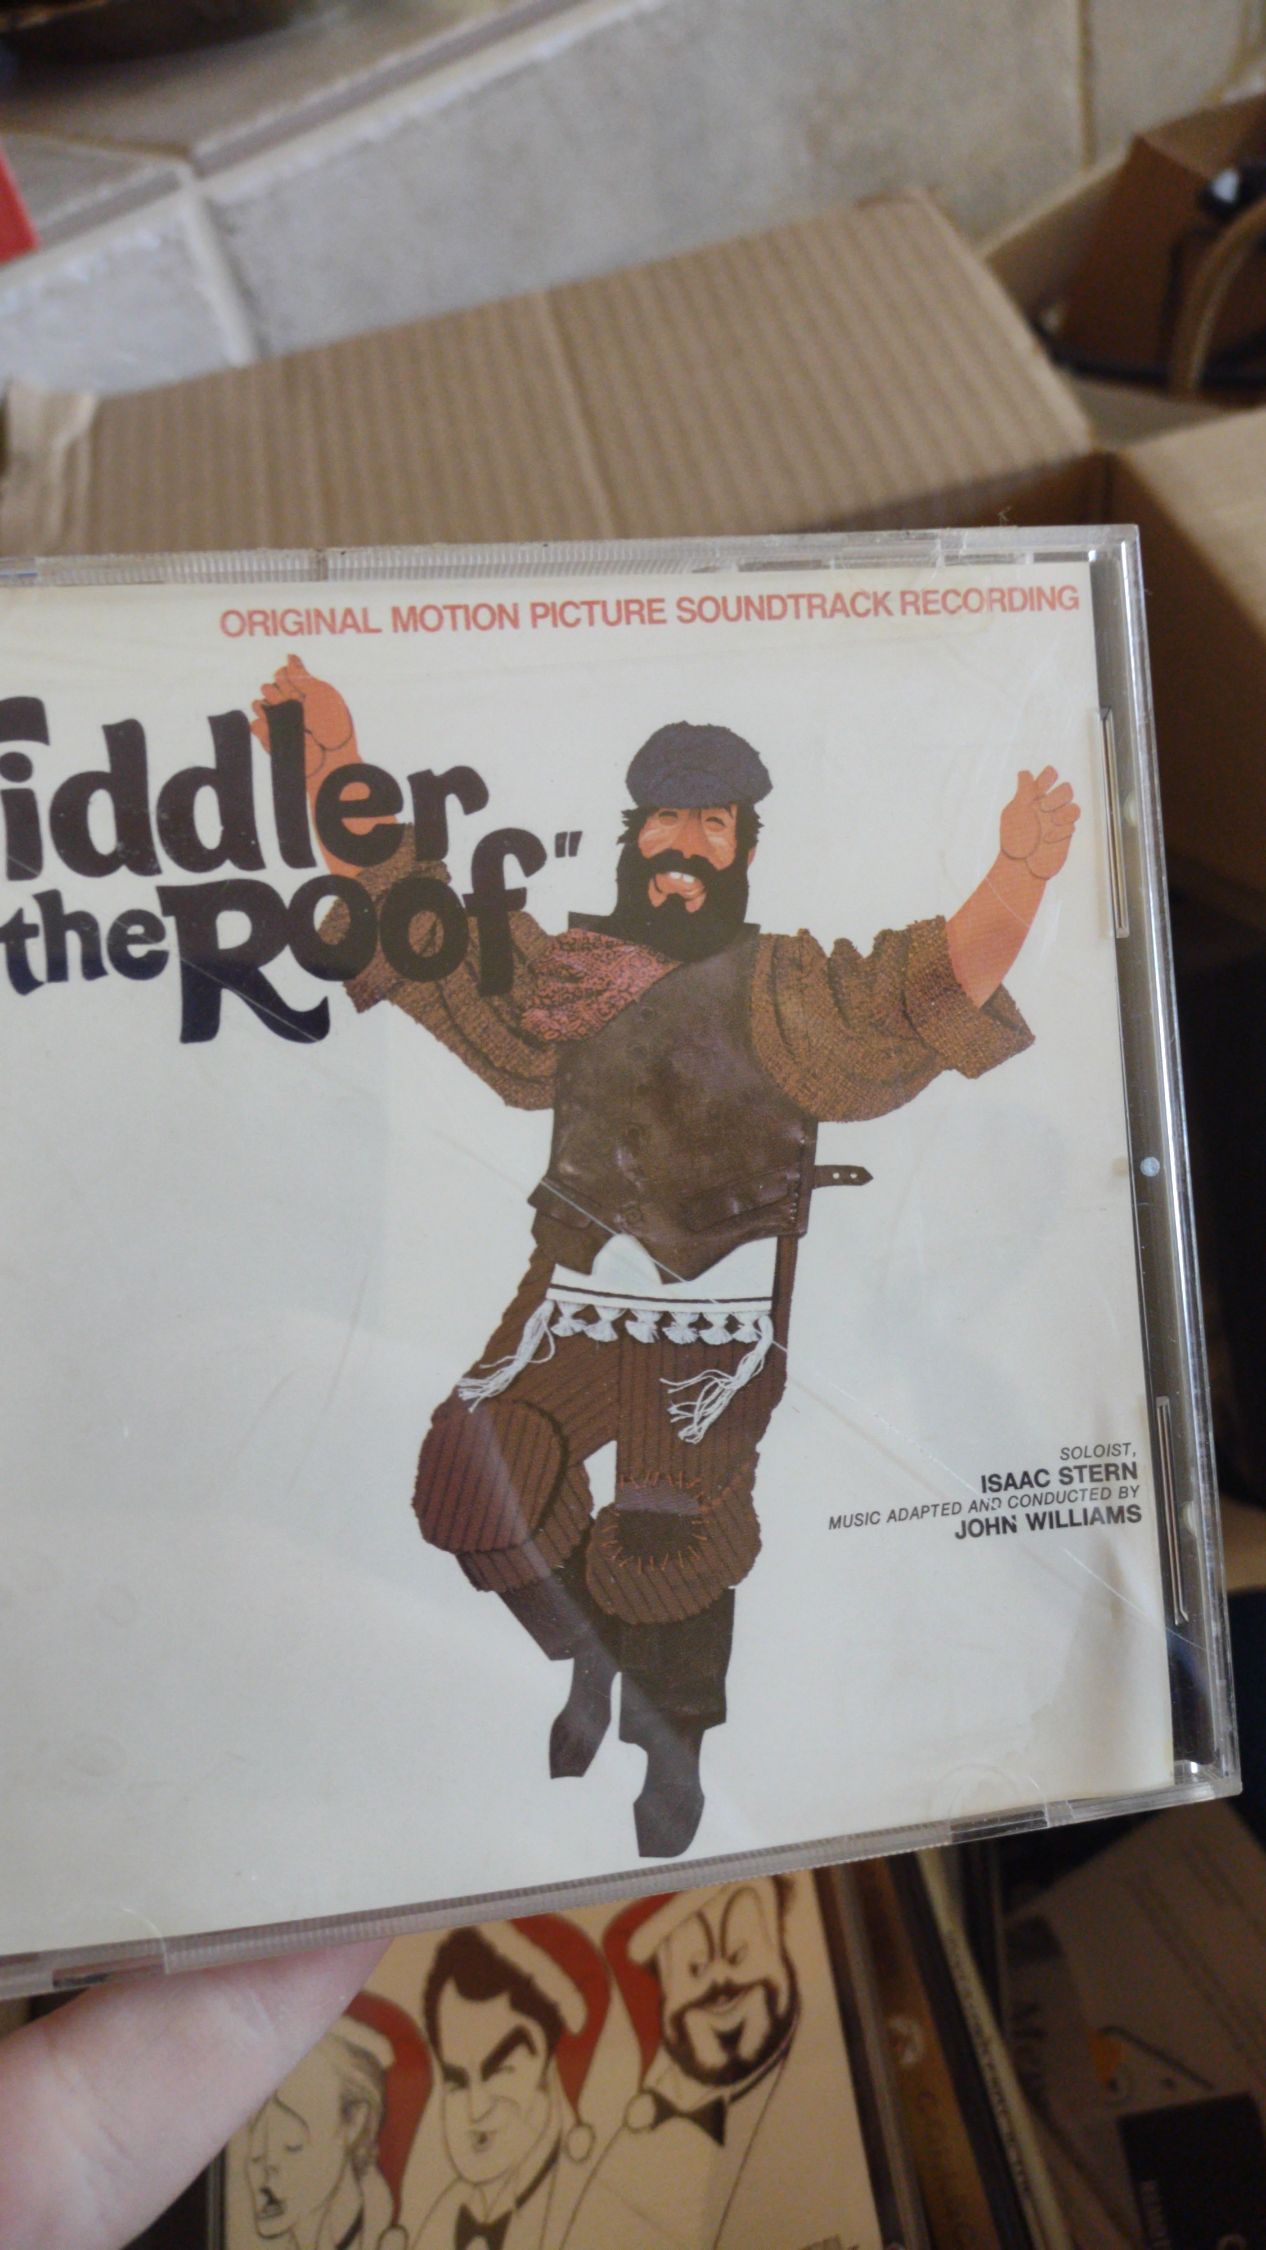 ORIGINAL MOTION PICTURE SOUNDTRACK RECORDING
iddler
the Roof"
SOLOIST,
ISAAC STERN
MUSIC ADAPTED AND CONDUCTED BY
JOHN WILLIAMS